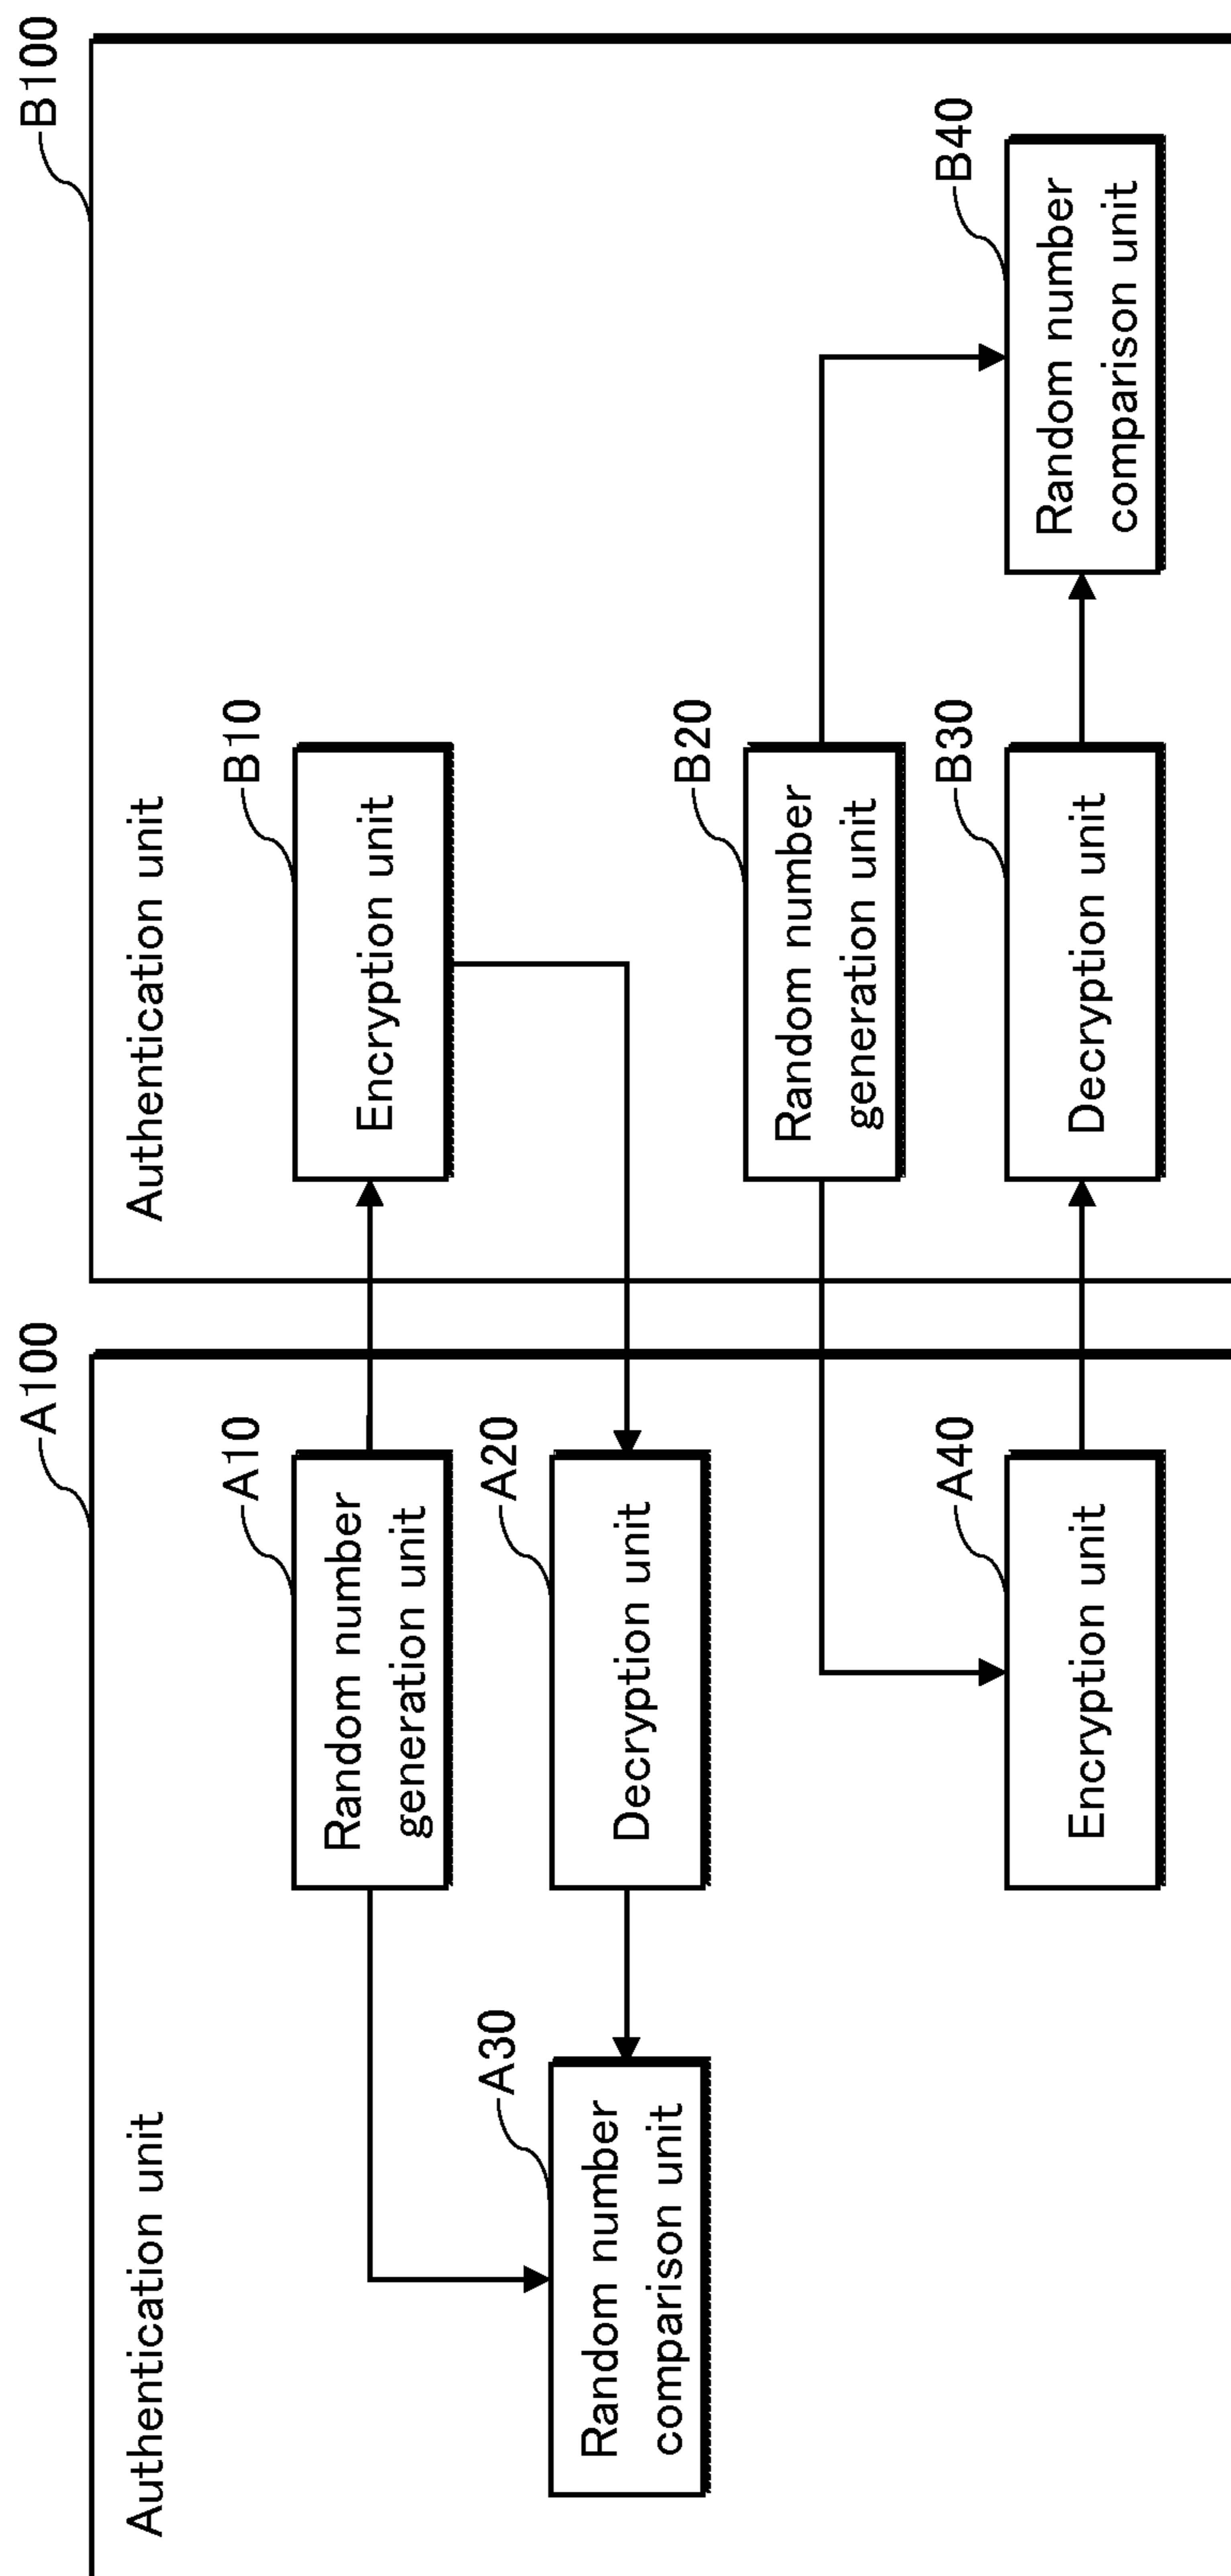 A100
Authentication unit
A10
Random number
generation unit
A20
Decryption unit
A30
Random number
comparison unit
A40
Encryption unit
B100
Authentication unit
B10
Encryption unit
B20
Random number
generation unit
B30
Decryption unit
B40
Random number
comparison unit